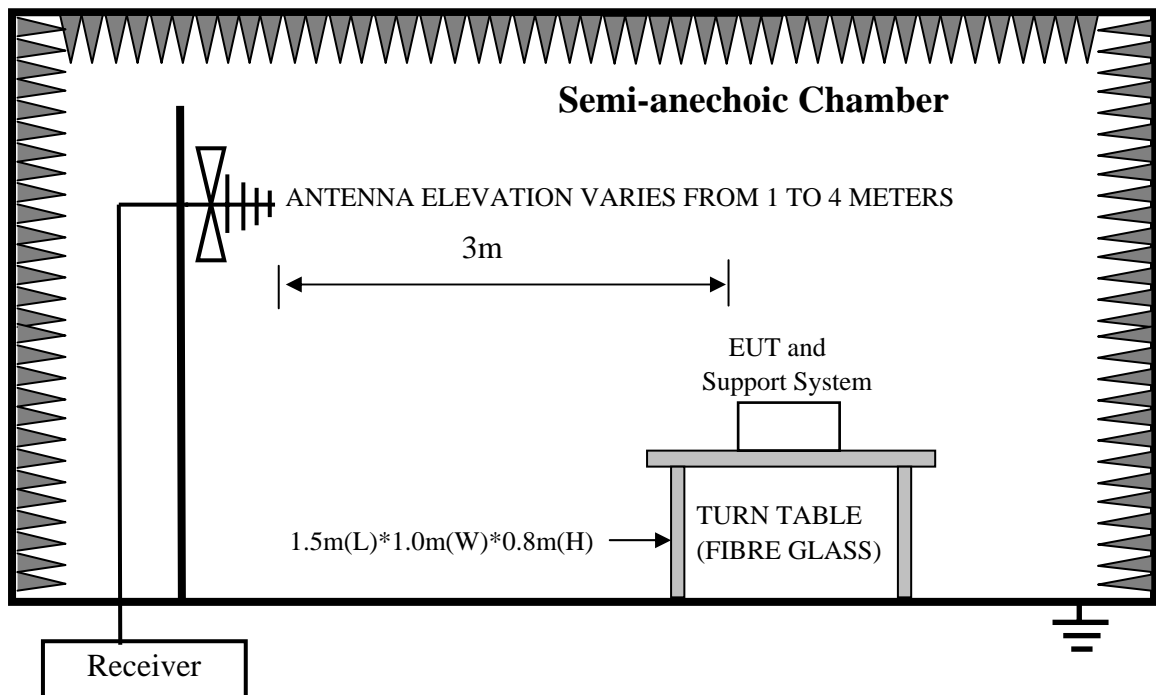 Semi-anechoic Chamber
ANTENNA ELEVATION VARIES FROM 1 TO 4 METERS
3m
EUT and
Support System
TURN TABLE
(FIBRE GLASS)
1.5m(L)*1.0m(W)*0.8m(H)
Receiver